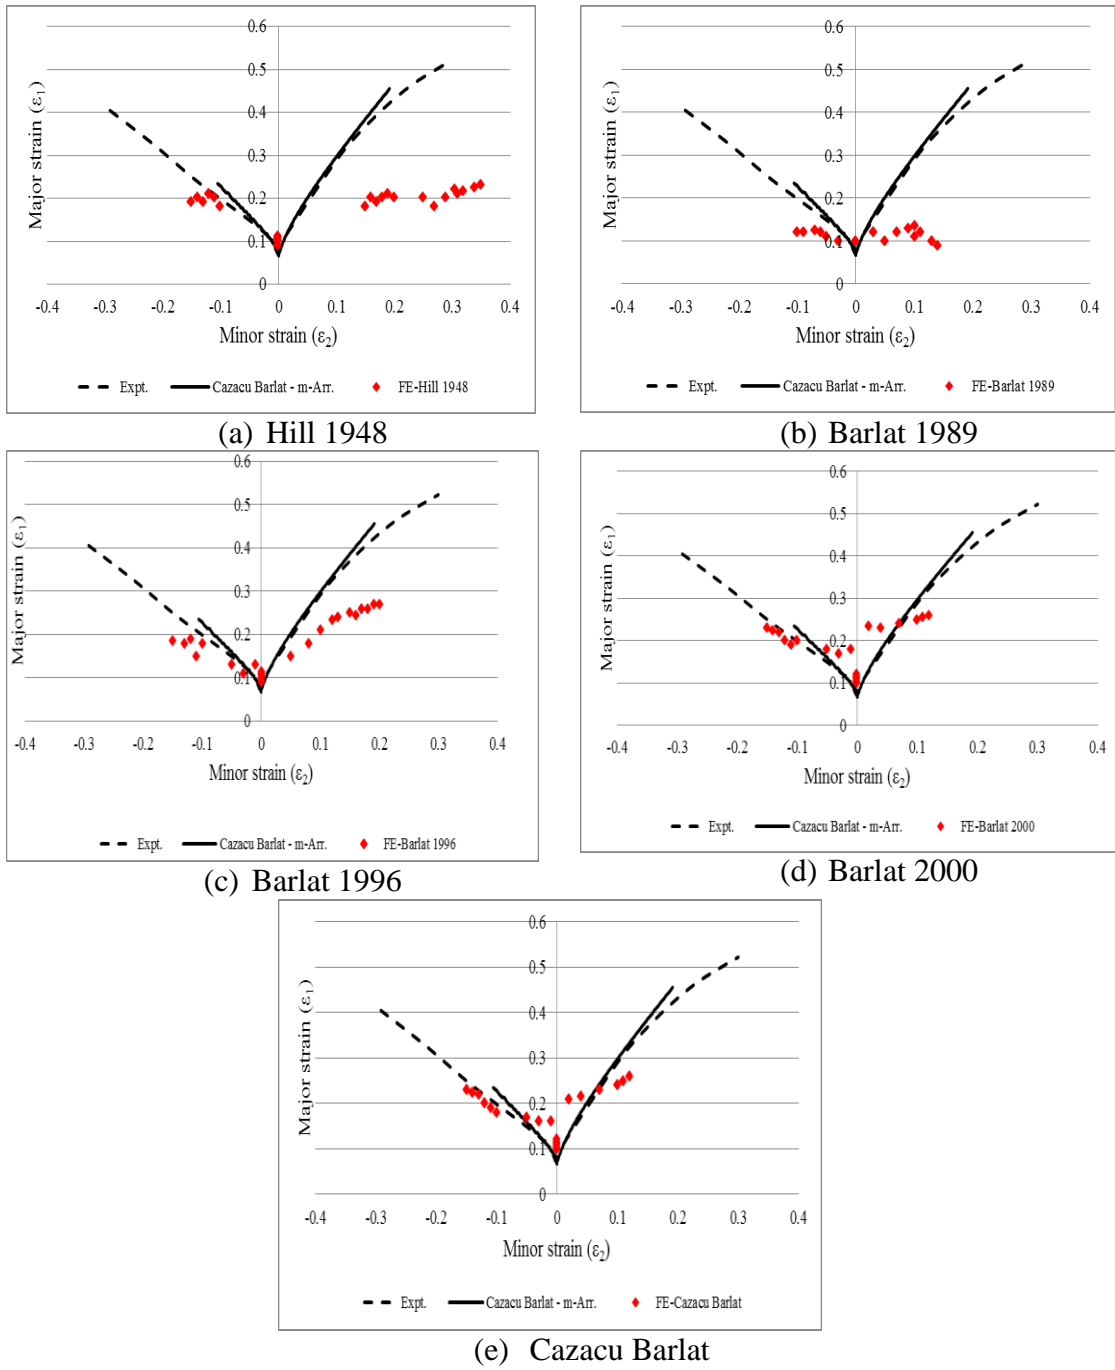 0.6
0.5
0.4
0.3
0.2
0.1
0
-0.4 -0.3 -0.2 -0.1 0 0.1 0.2 0.3 0.4
Major strain (ε1)
Minor strain (ε2)
Expt. Cazacu Barlat - m-Arr. FE-Hill 1948
(a) Hill 1948
0.6
0.5
0.4
0.3
0.2
0.1
0
-0.4 -0.3 -0.2 -0.1 0 0.1 0.2 0.3 0.4
Major strain (ε1)
Minor strain (ε2)
Expt. Cazacu Barlat - m-Arr. FE-Barlat 1989
(b) Barlat 1989
0.6
0.5
0.4
0.3
0.2
0.1
0
-0.4 -0.3 -0.2 -0.1 0 0.1 0.2 0.3 0.4
Major strain (ε1)
Minor strain (ε2)
Expt. Cazacu Barlat - m-Arr. FE-Barlat 1996
(c) Barlat 1996
0.6
0.5
0.4
0.3
0.2
0.1
0
-0.4 -0.3 -0.2 -0.1 0 0.1 0.2 0.3 0.4
Major strain (ε1)
Minor strain (ε2)
Expt. Cazacu Barlat - m-Arr. FE-Barlat 2000
(d) Barlat 2000
0.6
0.5
0.4
0.3
0.2
0.1
0
-0.4 -0.3 -0.2 -0.1 0 0.1 0.2 0.3 0.4
Major strain (ε1)
Minor strain (ε2)
Expt. Cazacu Barlat - m-Arr. FE-Cazacu Barlat
(e) Cazacu Barlat